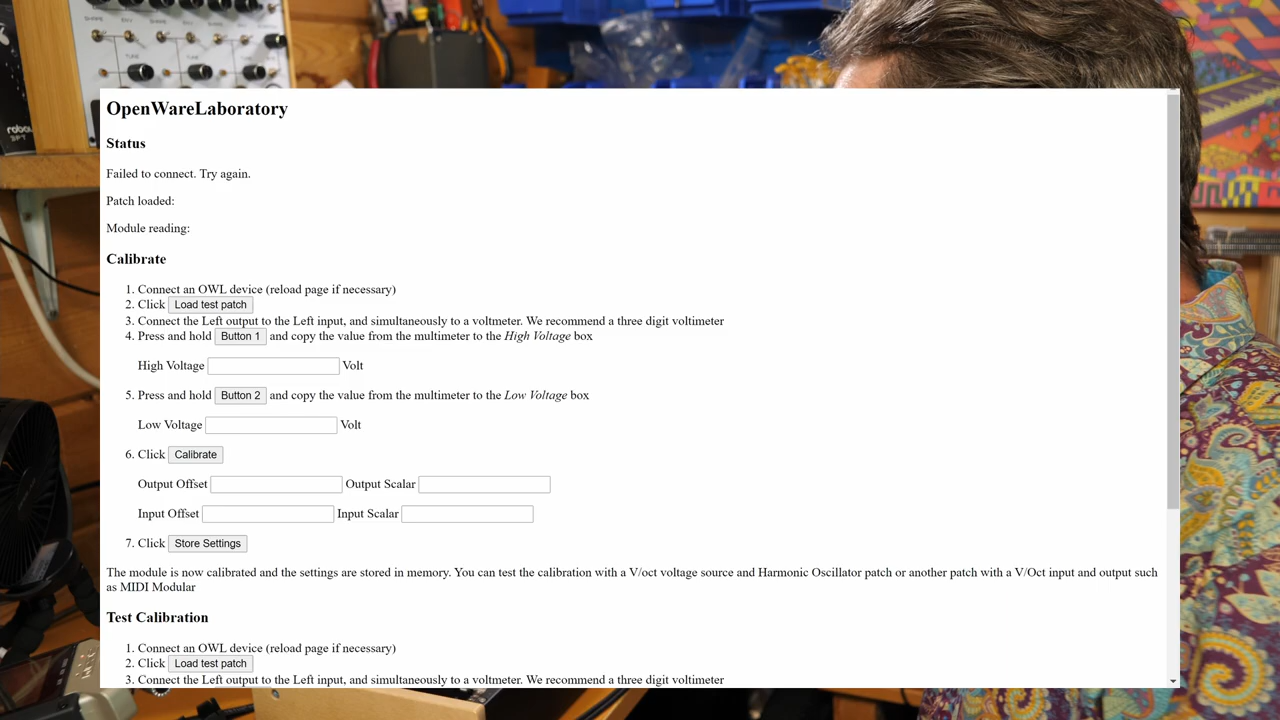 SHAPE ENV SHAPE ENV
TUNE TUNE
OpenWareLaboratory
Status
Failed to connect. Try again.
Patch loaded:
Module reading:
Calibrate
1. Connect an OWL device (reload page if necessary)
2. Click Load test patch
3. Connect the Left output to the Left input, and simultaneously to a voltmeter. We recommend a three digit voltimeter
4. Press and hold Button 1 and copy the value from the multimeter to the High Voltage box
High Voltage Volt
5. Press and hold Button 2 and copy the value from the multimeter to the Low Voltage box
Low Voltage Volt
6. Click Calibrate
Output Offset Output Scalar
Input Offset Input Scalar
7. Click Store Settings
The module is now calibrated and the settings are stored in memory. You can test the calibration with a V/oct voltage source and Harmonic Oscillator patch or another patch with a V/Oct input and output such
as MIDI Modular
Test Calibration
1. Connect an OWL device (reload page if necessary)
2. Click Load test patch
3. Connect the Left output to the Left input, and simultaneously to a voltmeter. We recommend a three digit voltimeter